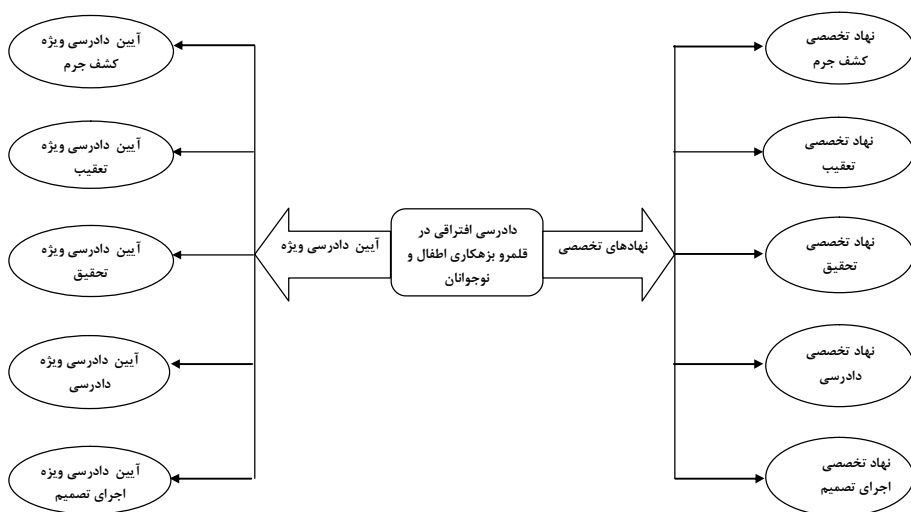 نهاد تخصصی
کشف جرم
نهاد تخصصی
تعقیب
نهاد تخصصی
تحقیق
نهاد تخصصی
دادرسی
نهاد تخصصی
اجرای تصمیم
نهادهای تخصصی
دادرسی افتراقی در
قلمرو بزهکاری اطفال و
نوجوانان
آیین دادرسی ویژه
آیین دادرسی ویژه
کشف جرم
آیین دادرسی ویژه
تعقیب
آیین دادرسی ویژه
تحقیق
آیین دادرسی ویژه
دادرسی
آیین دادرسی ویزه
اجرای تصمیم